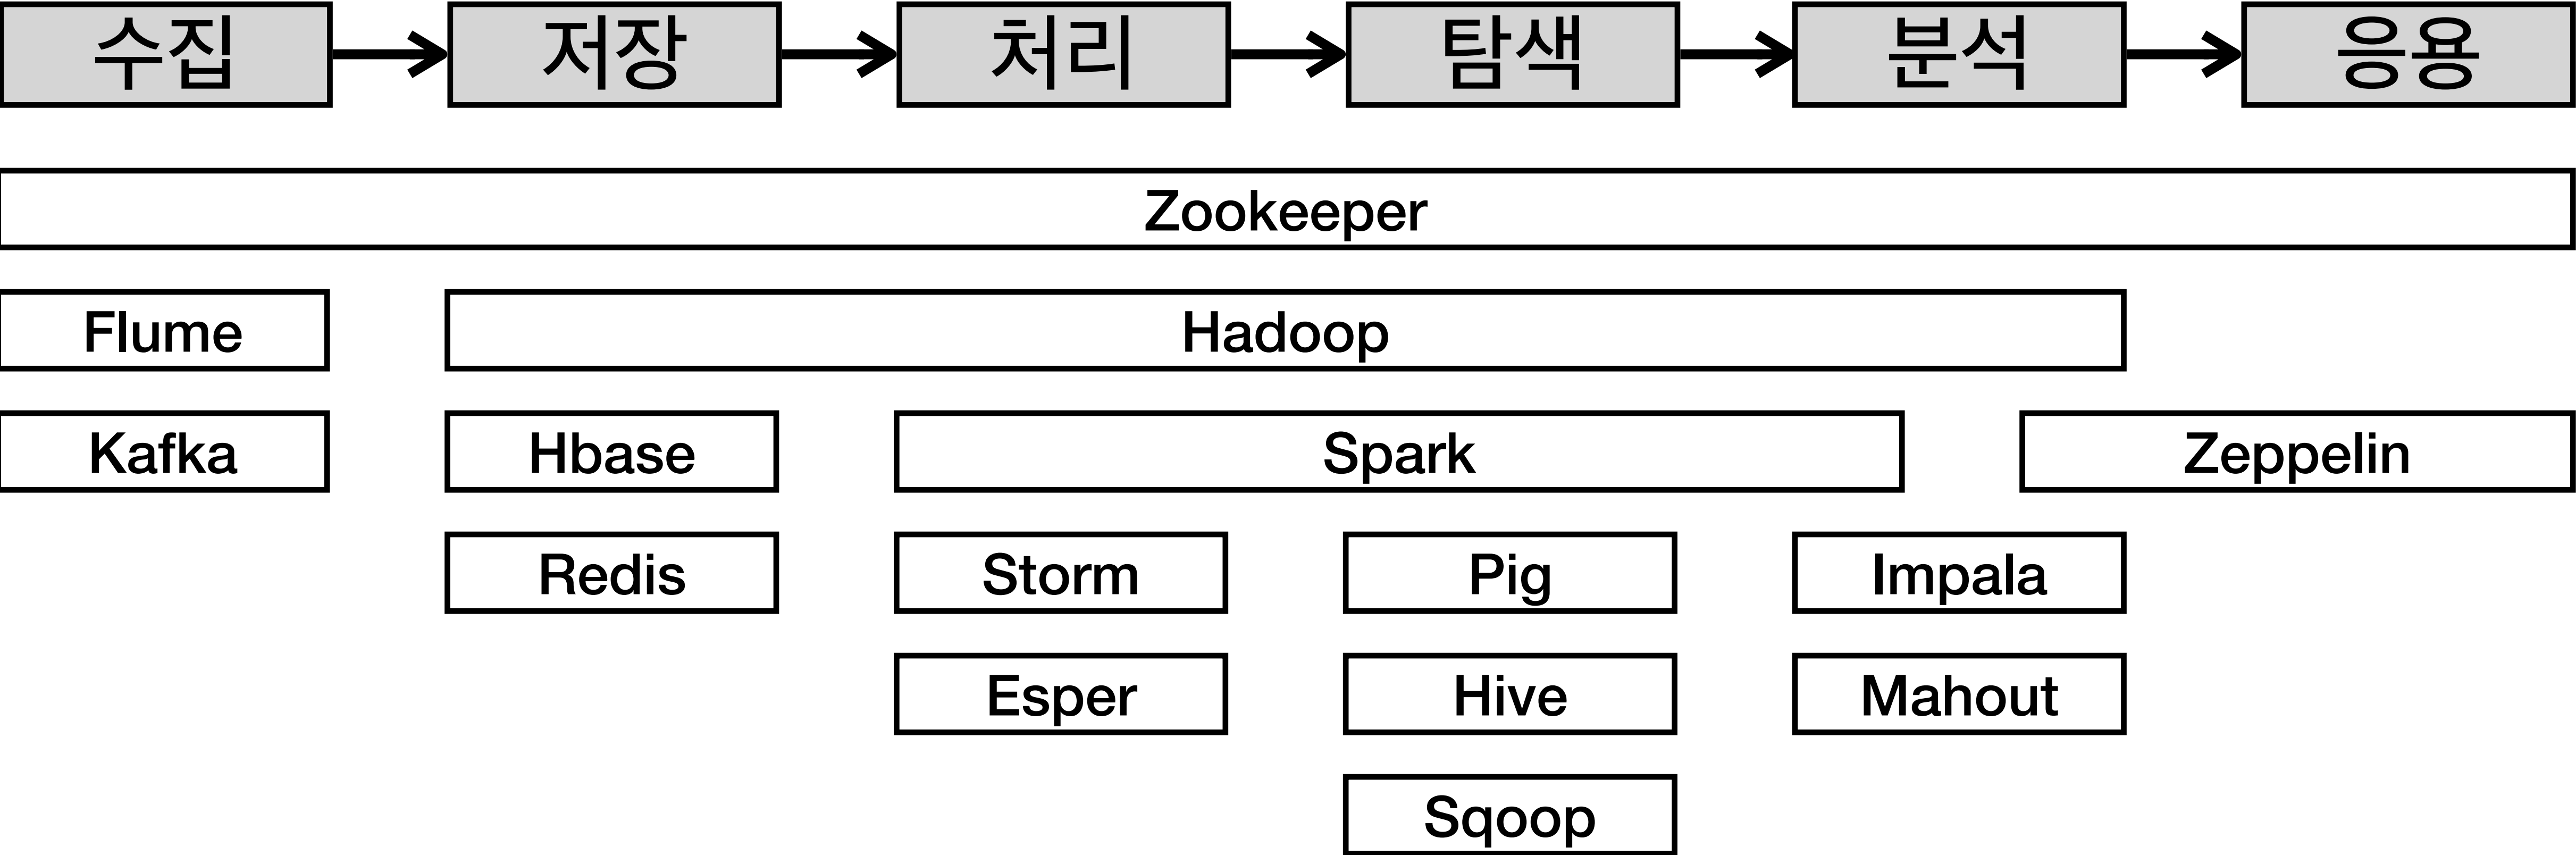 수집 저장 처리 탐색 분석 응용
Zookeeper
Flume Hadoop
Kafka Hbase Spark Zeppelin
Redis Storm Pig Impala
Esper Hive Mahout
Sqoop